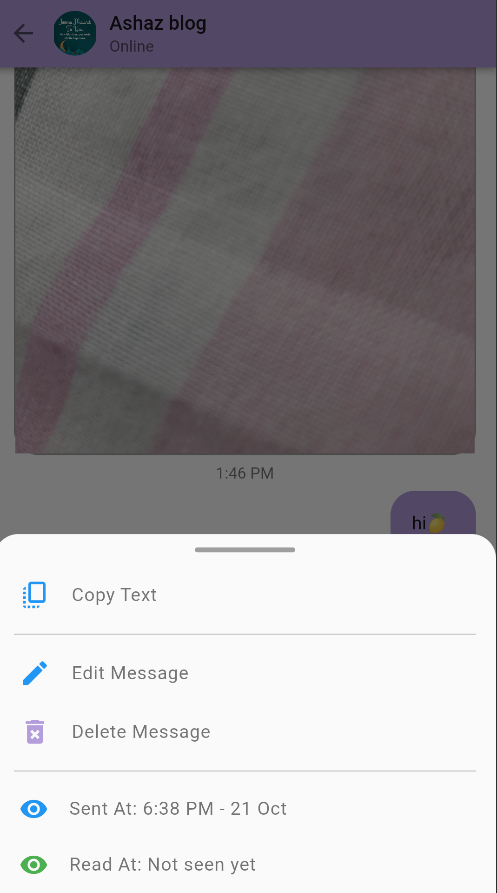 Ashaz blog
Online
1:46 PM
hi🍋
Copy Text
Edit Message
Delete Message
Sent At: 6:38 PM - 21 Oct
Read At: Not seen yet